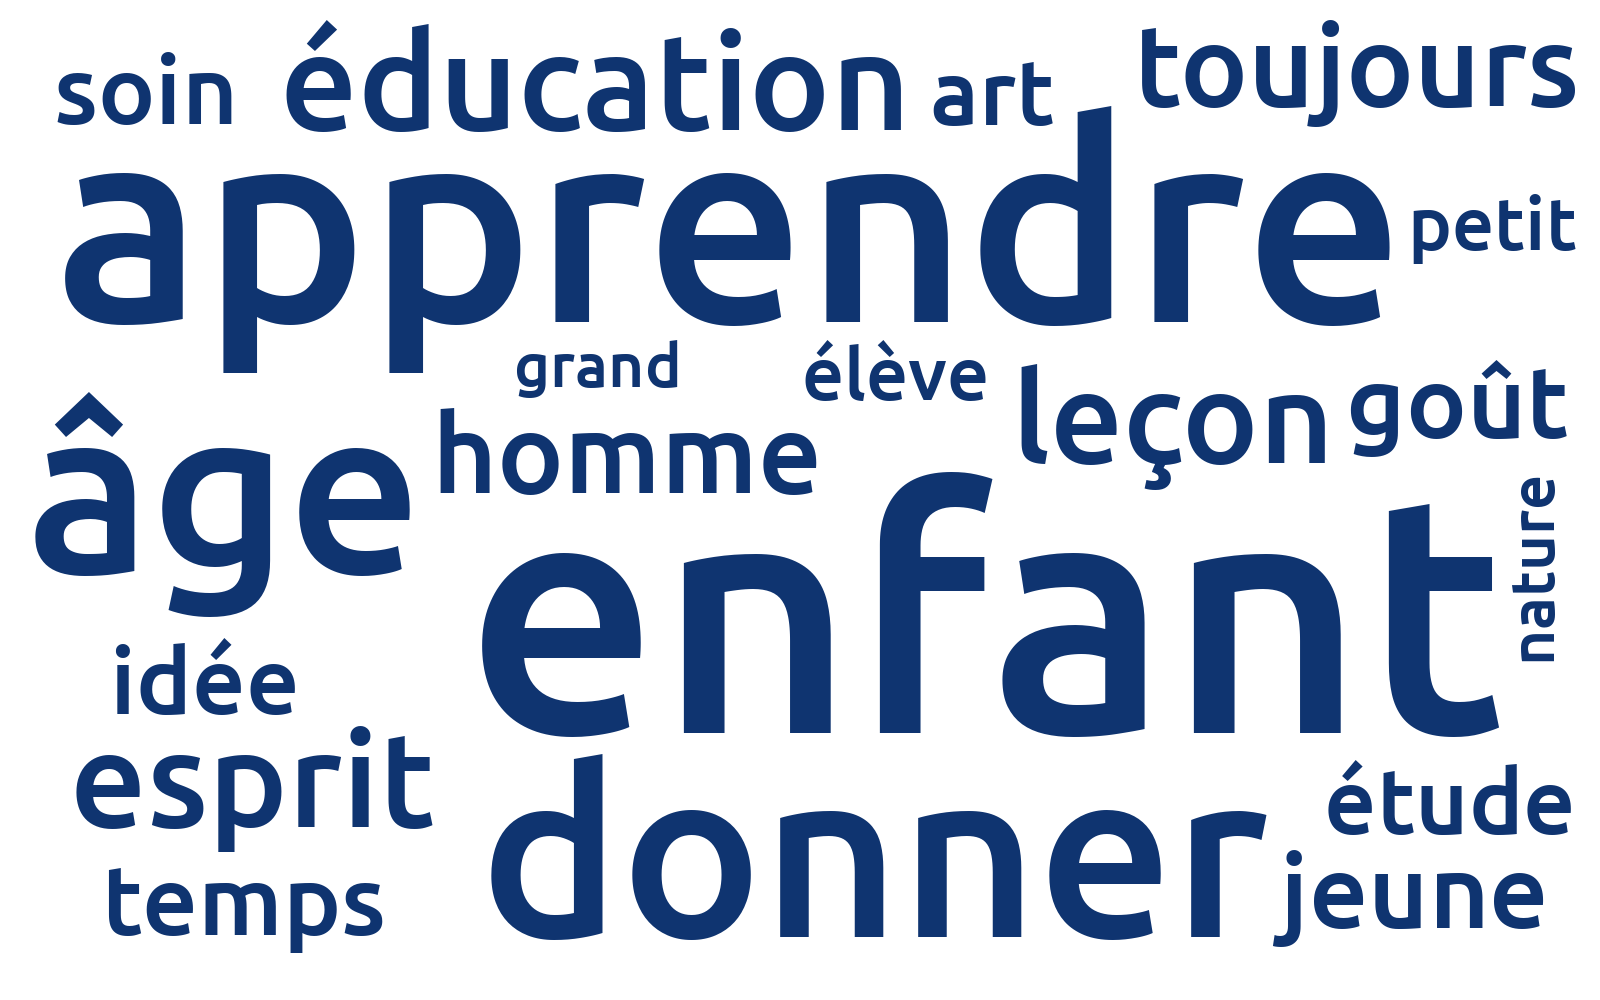 soin
éducation
art
toujours
apprendre
petit
grand
élève
leçon
goût
âge
homme
enfant
nature
idée
esprit
donner
étude
temps
jeune